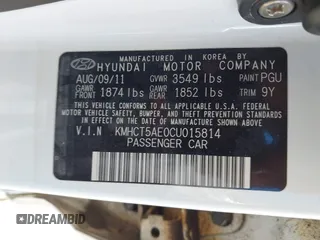 MANUFACTURED IN KOREA BY
HYUNDAI MOTOR COMPANY
AUG/09/11 GVWR 3549 lbs PAINT PGU
GAWR FRONT 1874 lbs GAWR REAR 1852 lbs TRIM 9Y
THIS VEHICLE CONFORMS TO ALL APPLICABLE U.S. FEDERAL
MOTOR VEHICLE SAFETY, BUMPER, AND THEFT PREVENTION
STANDARDS IN EFFECT ON THE DATE OF MANUFACTURE
SHOWN ABOVE.
V.I.N KMHCT5AE0CU015814
PASSENGER CAR
DREAMBID